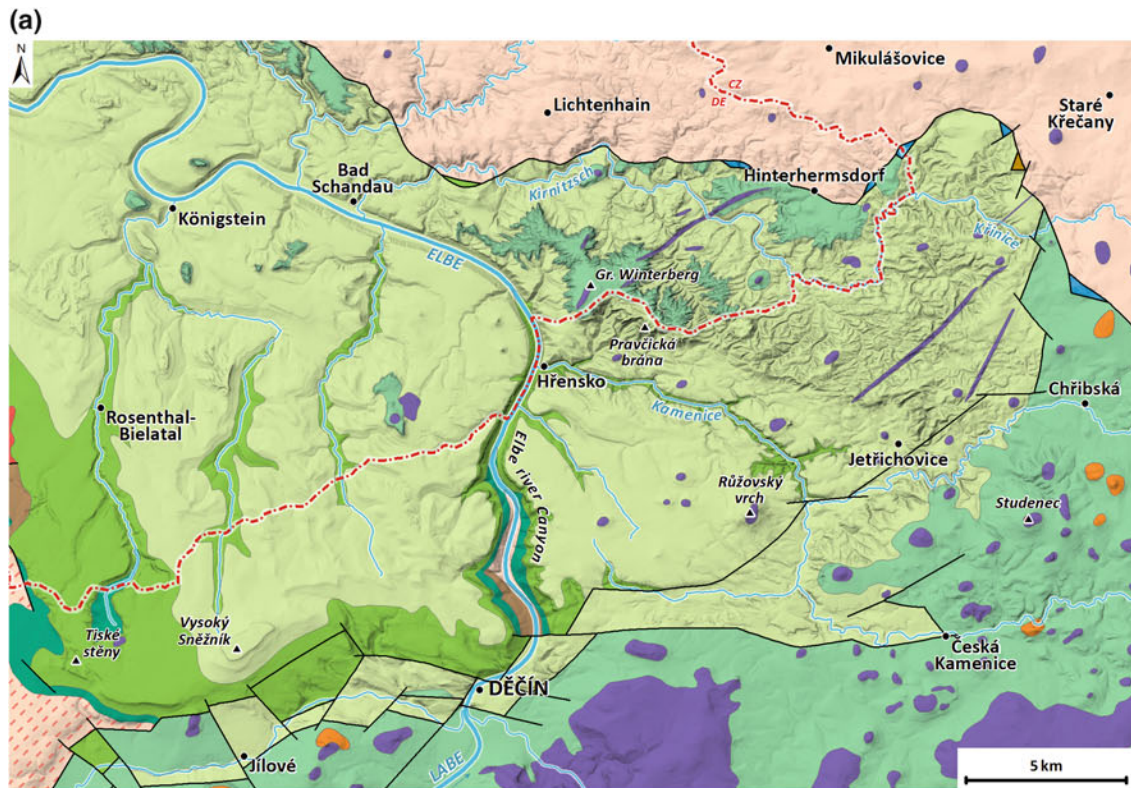 (a)
N
Mikulášovice
CZ
DE
Lichtenhain
Staré
Křečany
Bad
Schandau
Kirnitzsch
Hinterhermsdorf
Königstein
Křinice
ELBE
Gr. Winterberg
Pravčická
brána
Hřensko
Chřibská
Rosenthal-
Bielatal
Kamenice
Elbe river Canyon
Jetřichovice
Růžovský
vrch
Studenec
Tiské
stěny
Vysoký
Sněžník
Česká
Kamenice
DĚČÍN
Jílové
LABE
5 km